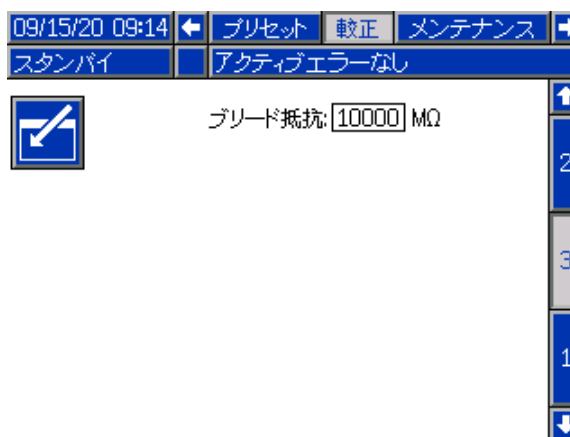 09/15/20 09:14 プリセット 較正 メンテナンス
スタンバイ アクティブエラーなし
ブリード抵抗: 10000 MΩ
2
3
1